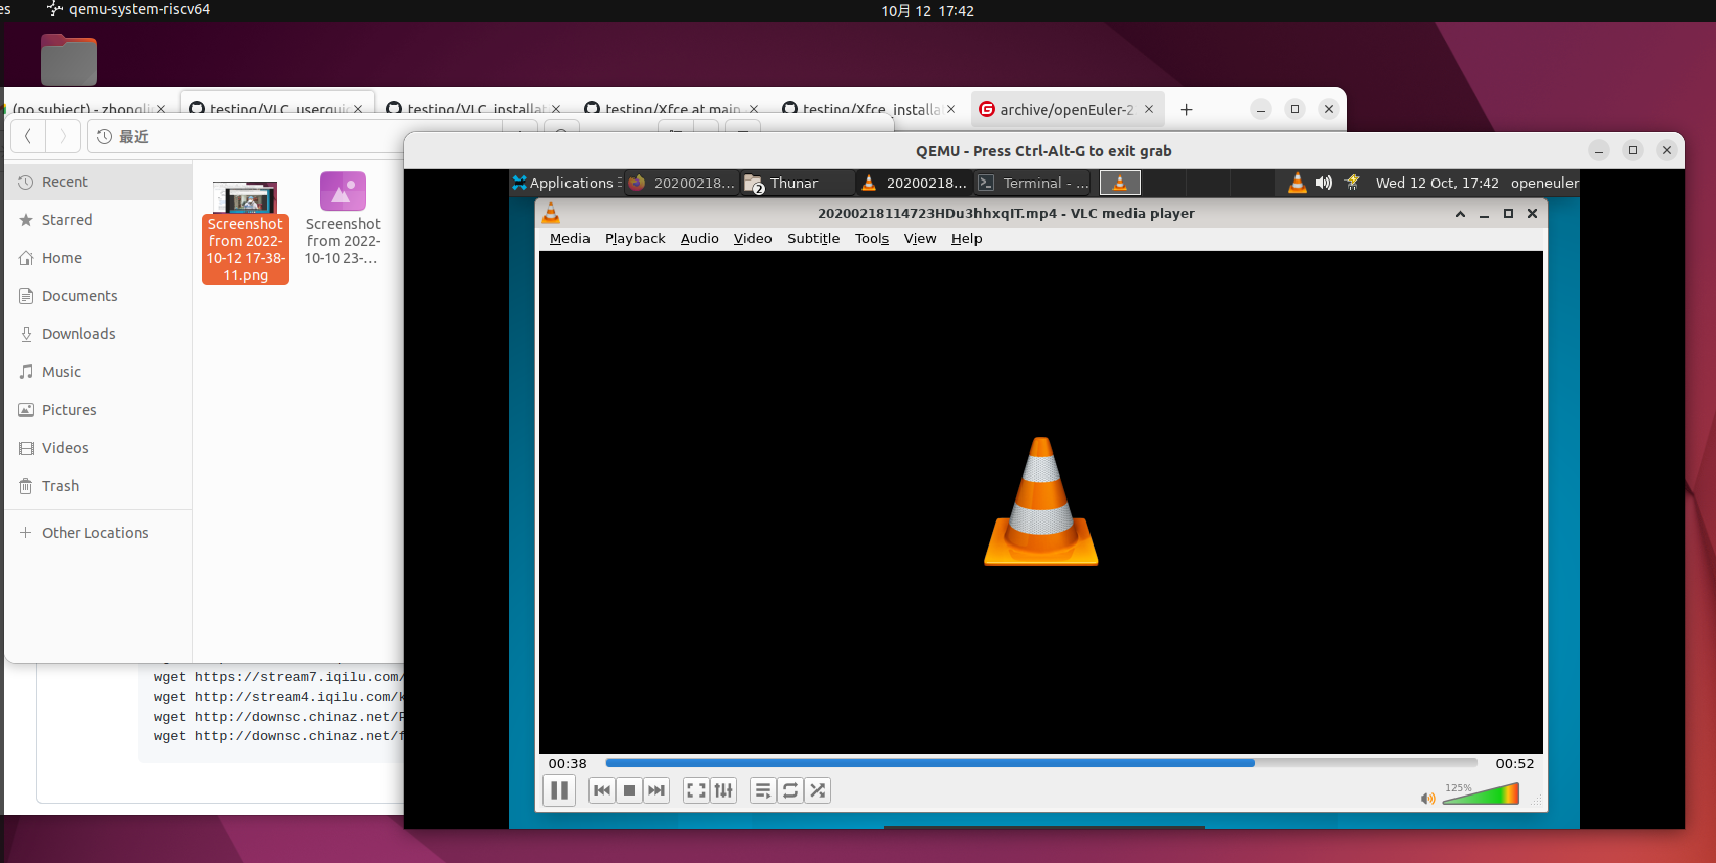 es qemu-system-riscv64 10月 12 17:42
(no subject) - zhongli
testing/VLC_userguid
testing/VLC_installat
testing/Xfce at main
testing/Xfce_installa
archive/openEuler-2
最近
QEMU - Press Ctrl-Alt-G to exit grab
Recent
Starred
Home
Documents
Downloads
Music
Pictures
Videos
Trash
Other Locations
Screenshot
from 2022-
10-12 17-38-
11.png
Screenshot
from 2022-
10-10 23-...
Applications 20200218... 2 Thunar 20200218... Terminal - ... Wed 12 Oct, 17:42 openeuler
20200218114723HDu3hhxqIT.mp4 - VLC media player
Media Playback Audio Video Subtitle Tools View Help
00:38 00:52
125%
wget https://stream7.iqilu.com/
wget http://stream4.iqilu.com/k
wget http://downsc.chinaz.net/F
wget http://downsc.chinaz.net/f